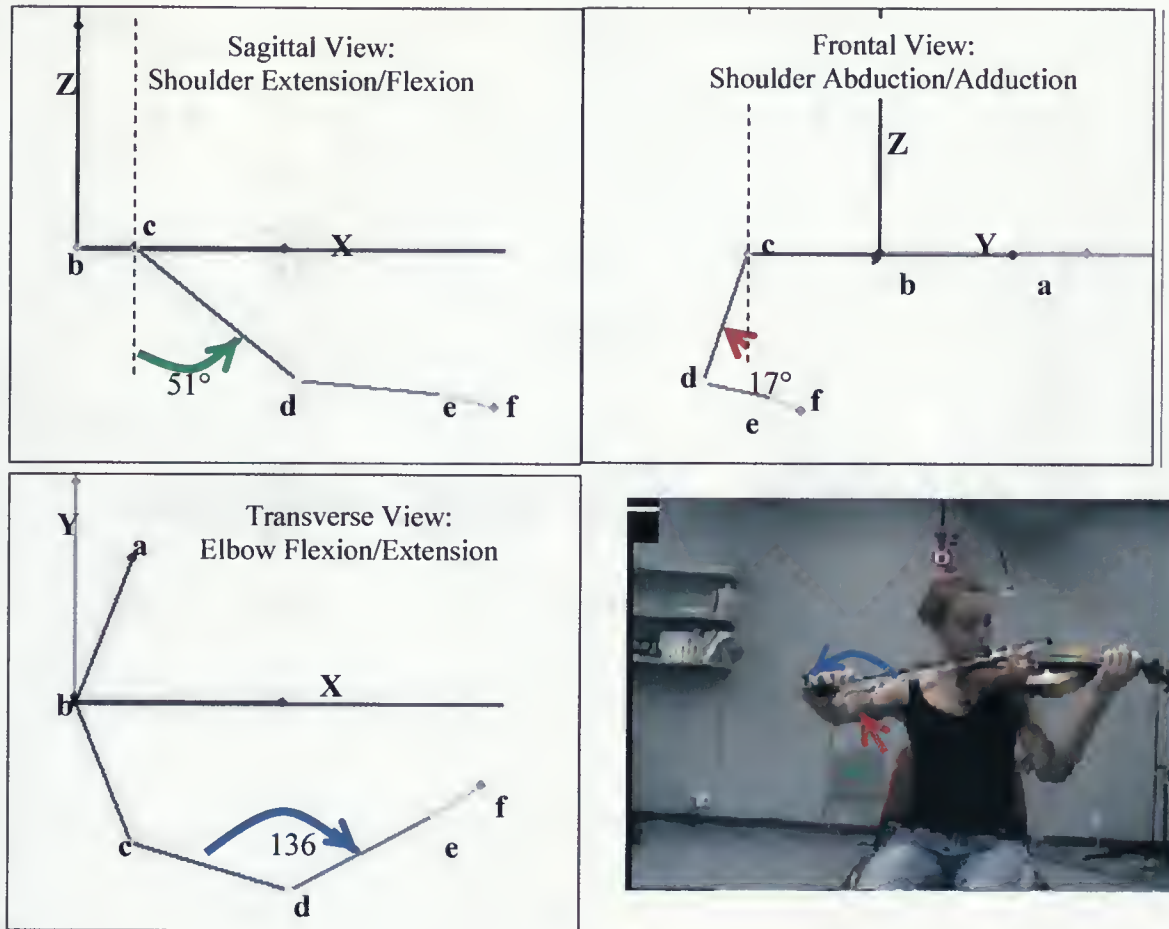 Sagittal View:
Shoulder Extension/Flexion
Z
c
b
X
51°
d
e
f
Frontal View:
Shoulder Abduction/Adduction
Z
c
Y
b
a
d
17°
f
e
Transverse View:
Elbow Flexion/Extension
Y
a
X
b
f
c
136
e
d